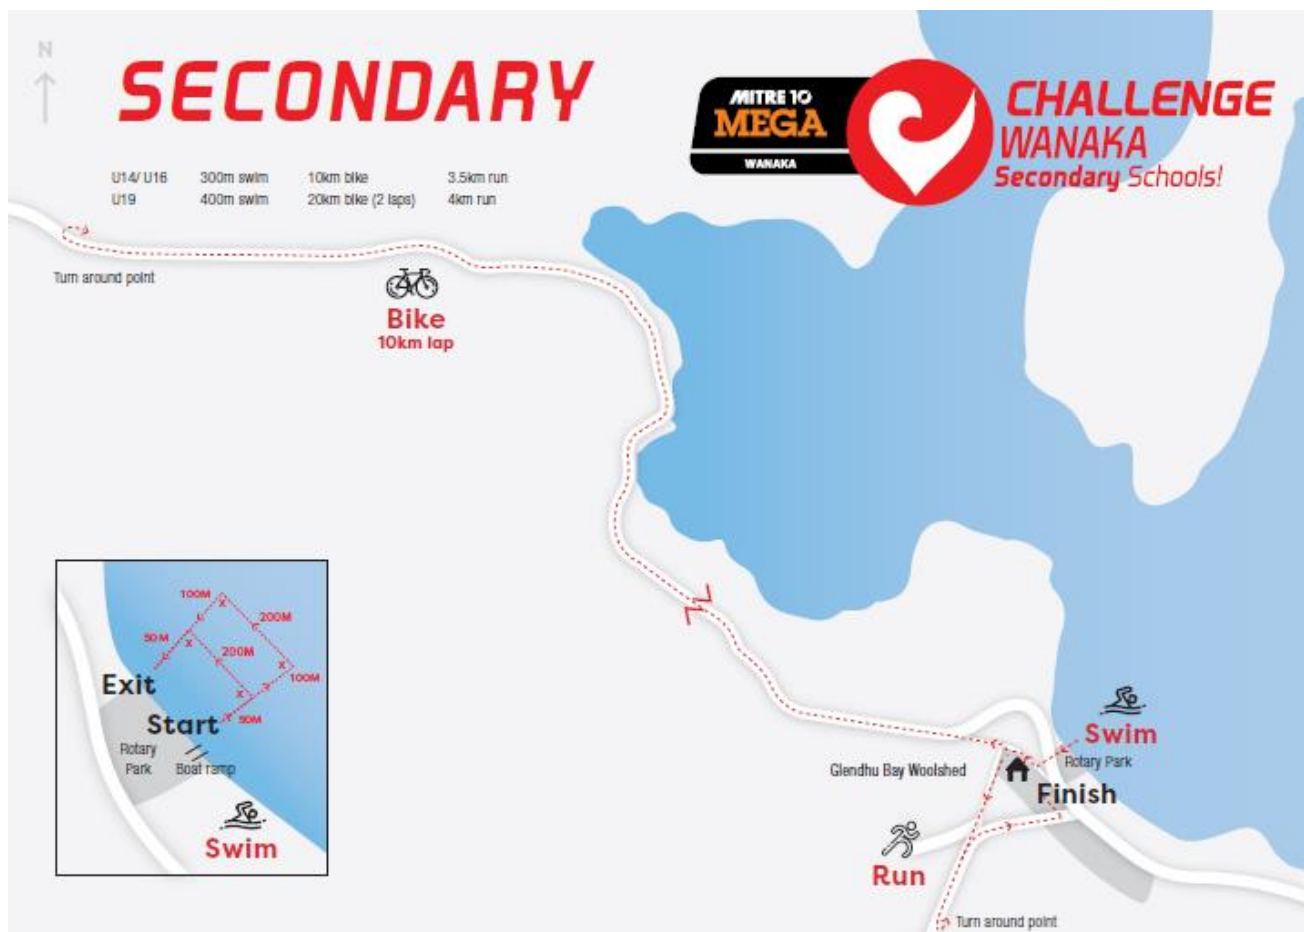 N
SECONDARY
MITRE 10
MEGA
WANAKA
CHALLENGE
WANAKA
Secondary Schools!
U14/ U16 300m swim 10km bike 3.5km run
U19 400m swim 20km bike (2 laps) 4km run
Turn around point
Bike
10km lap
100M
200M
50M
200M
X
X
X
X
100M
50M
Exit
Start
Rotary
Park
Boat ramp
Swim
Swim
Rotary Park
Glendhu Bay Woolshed
Finish
Run
Turn around point